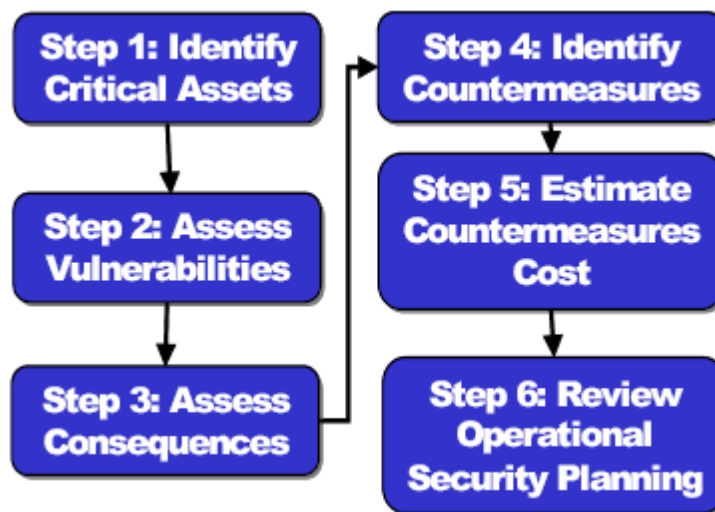 Step 1: Identify
Critical Assets
Step 2: Assess
Vulnerabilities
Step 3: Assess
Consequences
Step 4: Identify
Countermeasures
Step 5: Estimate
Countermeasures
Cost
Step 6: Review
Operational
Security Planning